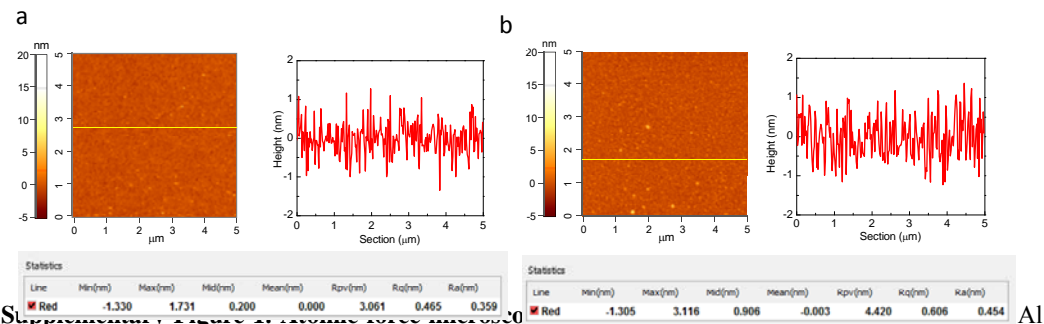 a
b
nm
20
15
10
5
0
-5
5
4
3
2
1
0
0 1 2 3 4 5
μm
2
1
0
-1
-2
Height (nm)
0 1 2 3 4 5
Section (μm)
nm
20
15
10
5
0
-5
5
4
3
2
1
0
0 1 2 3 4 5
μm
2
1
0
-1
-2
Height (nm)
0 1 2 3 4 5
Section (μm)
Statistics
Line Min(nm) Max(nm) Mid(nm) Mean(nm) Rpv(nm) Rq(nm) Ra(nm)
Red -1.330 1.731 0.200 0.000 3.061 0.465 0.359
Statistics
Line Min(nm) Max(nm) Mid(nm) Mean(nm) Rpv(nm) Rq(nm) Ra(nm)
Red -1.305 3.116 0.906 -0.003 4.420 0.606 0.454
Supplementary Figure 1. Atomic force microsco Al